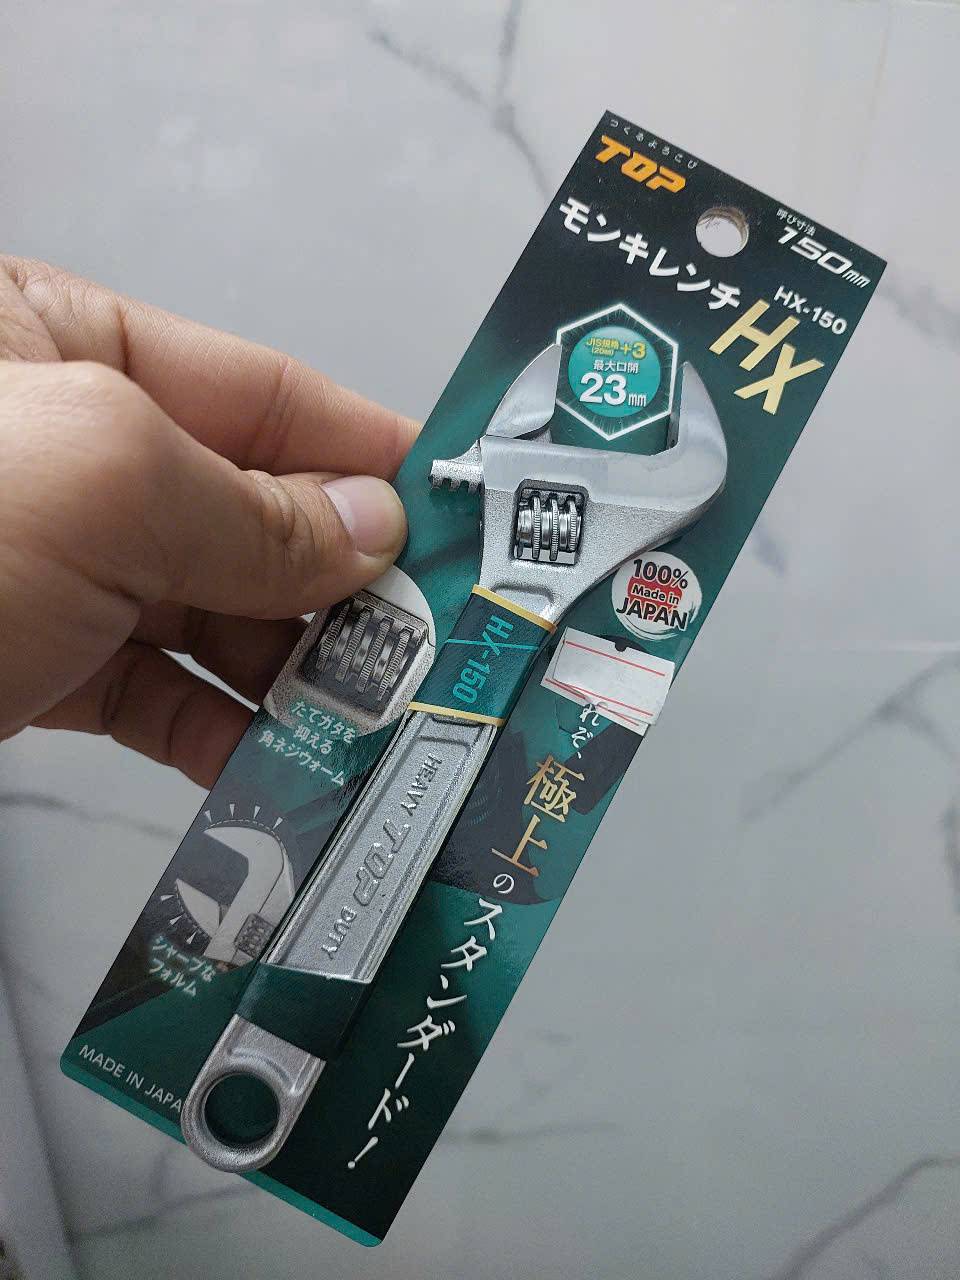 つくるよろこび
TOP
呼び寸法
150mm
モンキレンチ
HX-150
HX
JIS規格
(20mm)
+3
最大口開
23mm
100%
Made in
JAPAN
HX-150
れぞ、
極上のスタンダード!
たてガタを
抑える
角ネジウォーム
HEAVY TOP DUTY
シャープな
フォルム
MADE IN JAPA